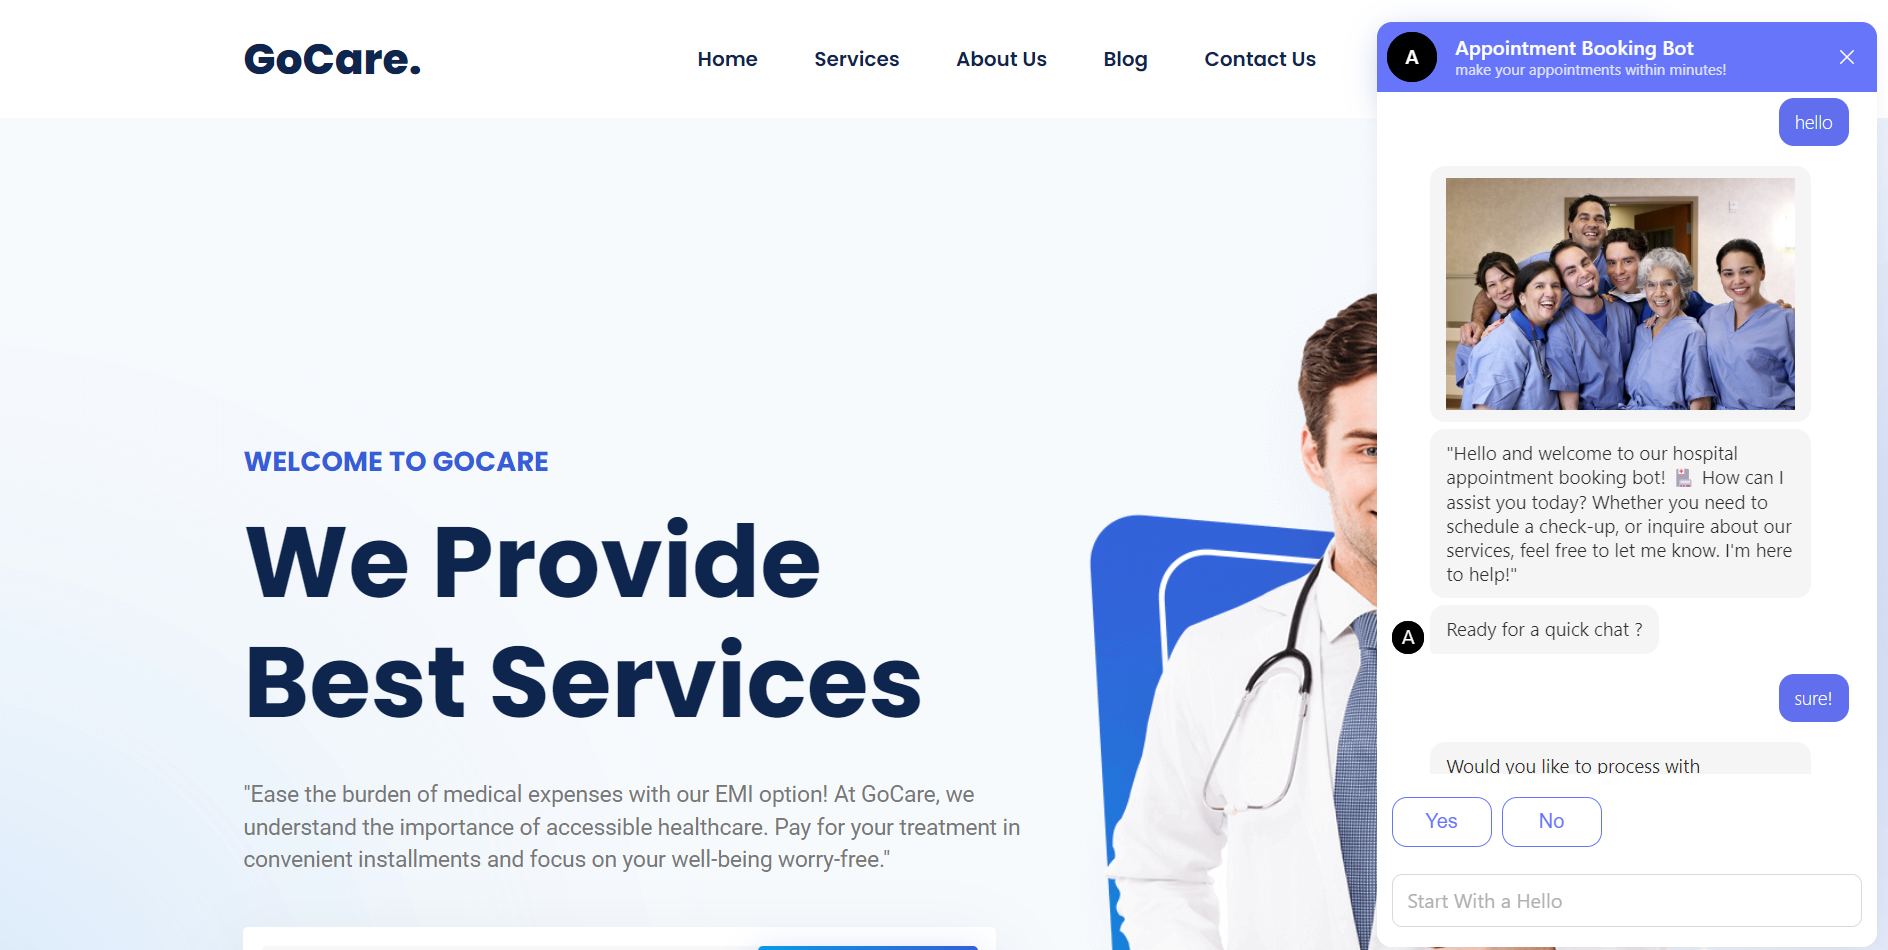 GoCare.
Home Services About Us Blog Contact Us
WELCOME TO GOCARE
We Provide
Best Services
"Ease the burden of medical expenses with our EMI option! At GoCare, we
understand the importance of accessible healthcare. Pay for your treatment in
convenient installments and focus on your well-being worry-free."
A
Appointment Booking Bot
make your appointments within minutes!
hello
"Hello and welcome to our hospital
appointment booking bot! 🏥 How can I
assist you today? Whether you need to
schedule a check-up, or inquire about our
services, feel free to let me know. I'm here
to help!"
A
Ready for a quick chat ?
sure!
Would you like to process with
Yes No
Start With a Hello